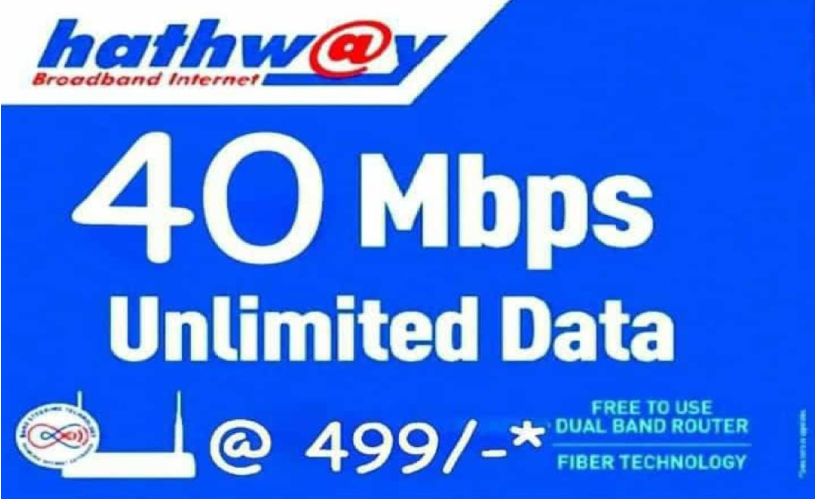 hathw@y
Broadband Internet
40 Mbps
Unlimited Data
@ 499/-*
FREE TO USE
DUAL BAND ROUTER
FIBER TECHNOLOGY